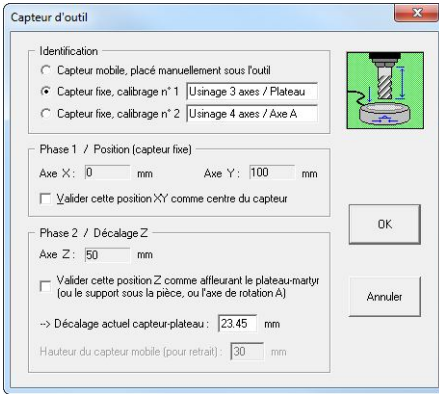 Capteur d'outil
Identification
Capteur mobile, placé manuellement sous l'outil
Capteur fixe, calibrage n° 1 Usinage 3 axes / Plateau
Capteur fixe, calibrage n° 2 Usinage 4 axes / Axe A
Phase 1 / Position (capteur fixe)
Axe X : 0 mm Axe Y : 100 mm
Valider cette position XY comme centre du capteur
OK
Phase 2 / Décalage Z
Axe Z : 50 mm
Valider cette position Z comme affleurant le plateau-martyr
(ou le support sous la pièce, ou l'axe de rotation A)
Annuler
--> Décalage actuel capteur-plateau : 23.45 mm
Hauteur du capteur mobile (pour retrait) : 30 mm